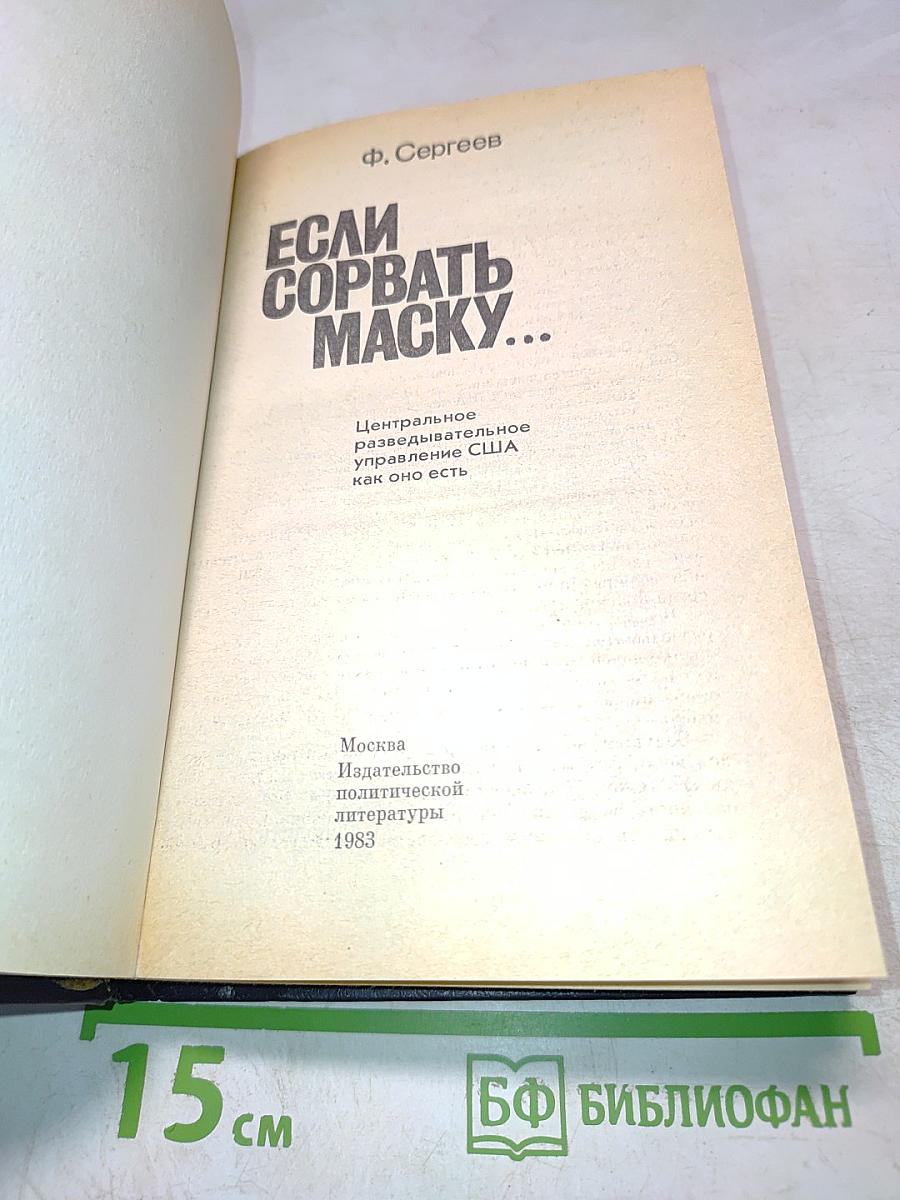 Ф. Сергеев
ЕСЛИ
СОРВАТЬ
МАСКУ...
Центральное
разведывательное
управление США
как оно есть
Москва
Издательство
политической
литературы
1983
15 см
БФ БИБЛИОФАН